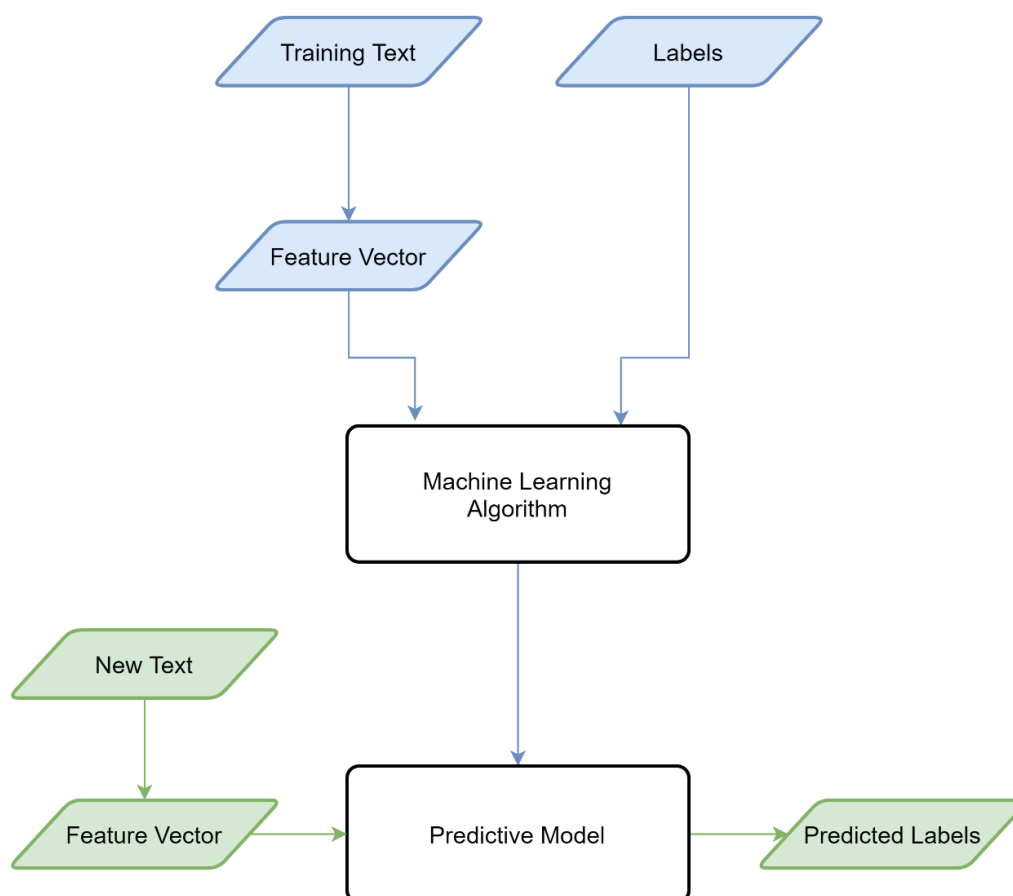 Training Text
Labels
Feature Vector
Machine Learning
Algorithm
New Text
Feature Vector
Predictive Model
Predicted Labels